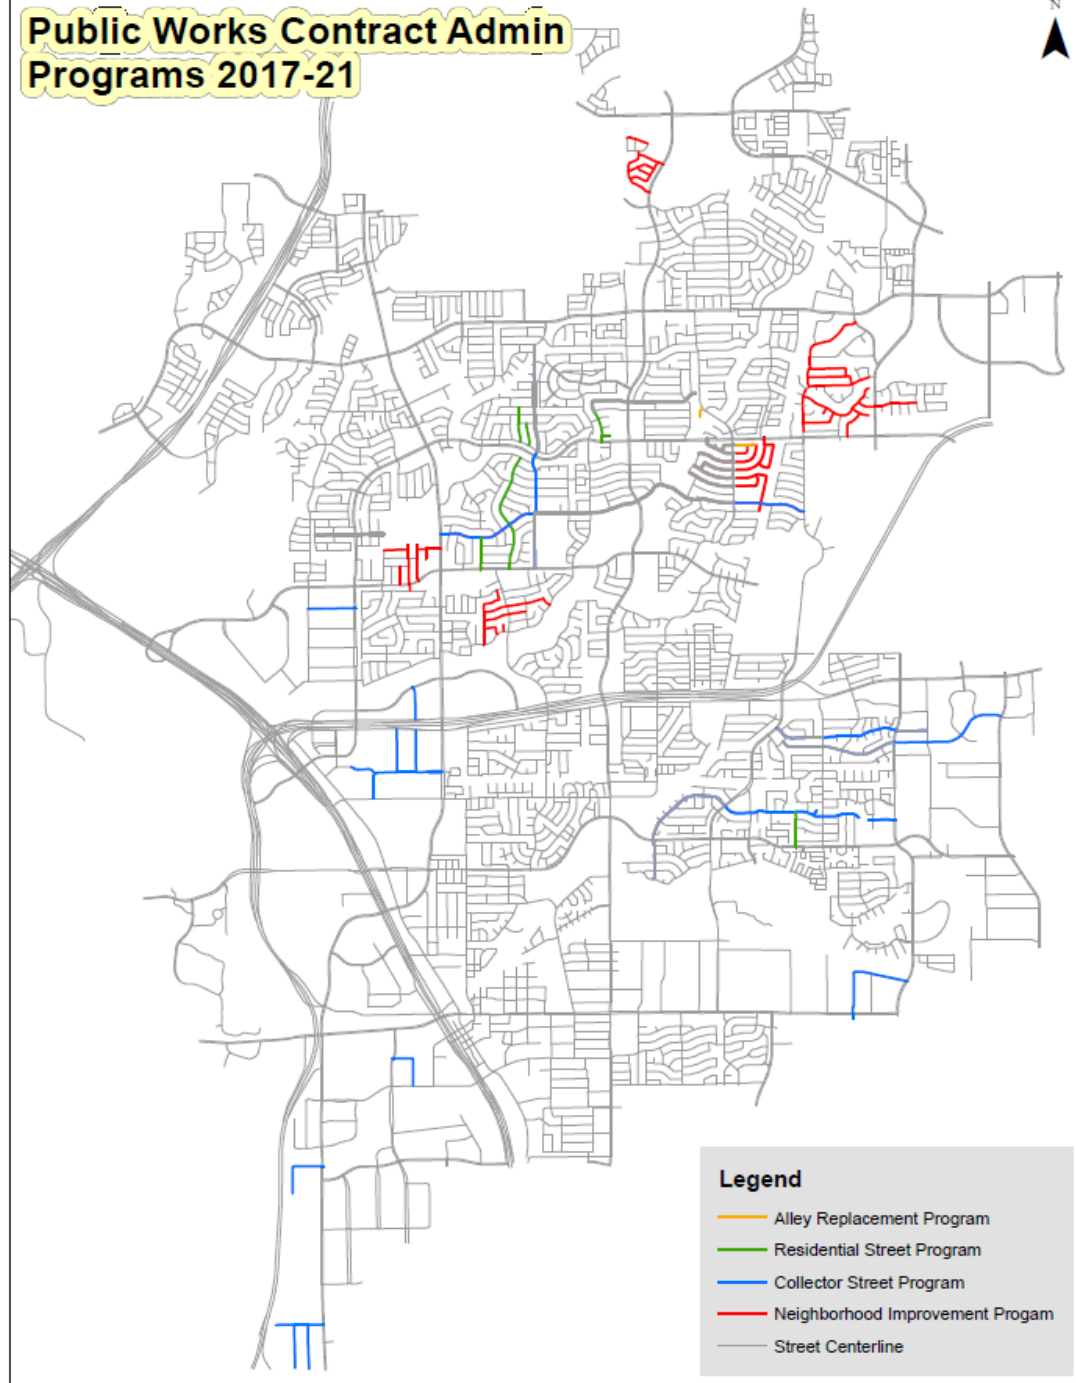 Public Works Contract Admin
Programs 2017-21
N
Legend
Alley Replacement Program
Residential Street Program
Collector Street Program
Neighborhood Improvement Progam
Street Centerline